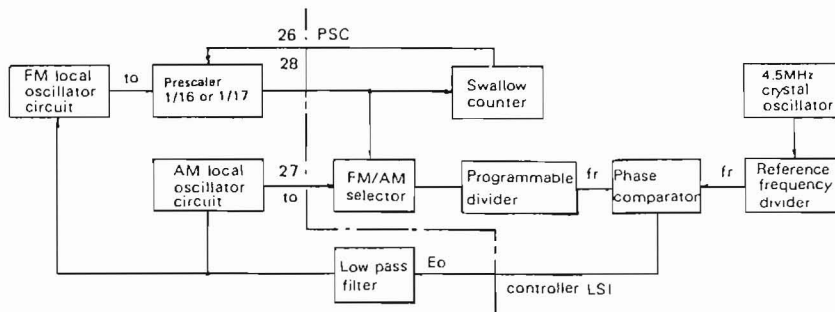 26 PSC
28
FM local
oscillator
circuit
to
Prescaler
1/16 or 1/17
Swallow
counter
4.5MHz
crystal
oscillator
AM local
oscillator
circuit
27
to
FM/AM
selector
Programmable
divider
fr
Phase
comparator
fr
Reference
frequency
divider
Low pass
filter
Eo
controller LSI